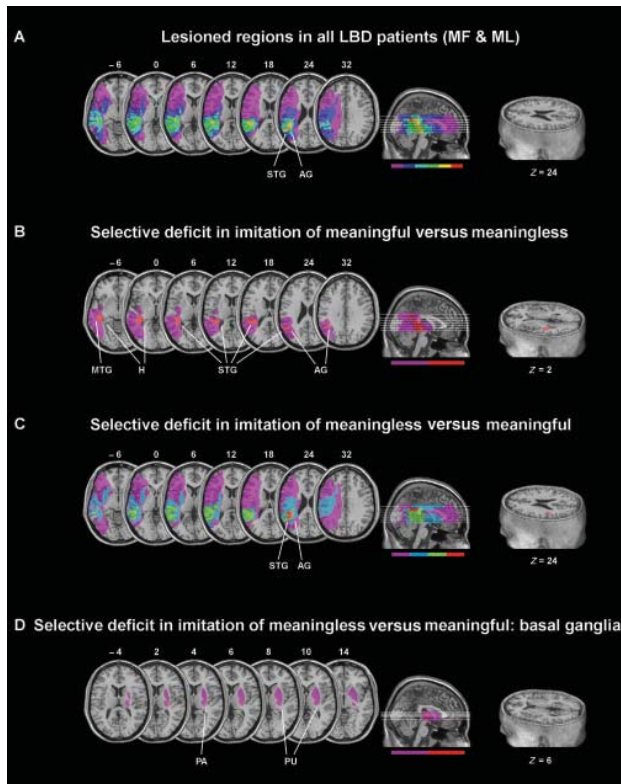 A Lesioned regions in all LBD patients (MF & ML)
– 6 0 6 12 18 24 32
STG AG
Z = 24
B Selective deficit in imitation of meaningful versus meaningless
– 6 0 6 12 18 24 32
MTG H STG AG
Z = 2
C Selective deficit in imitation of meaningless versus meaningful
– 6 0 6 12 18 24 32
STG AG
Z = 24
D Selective deficit in imitation of meaningless versus meaningful: basal ganglia
– 4 2 4 6 8 10 14
PA PU
Z = 6